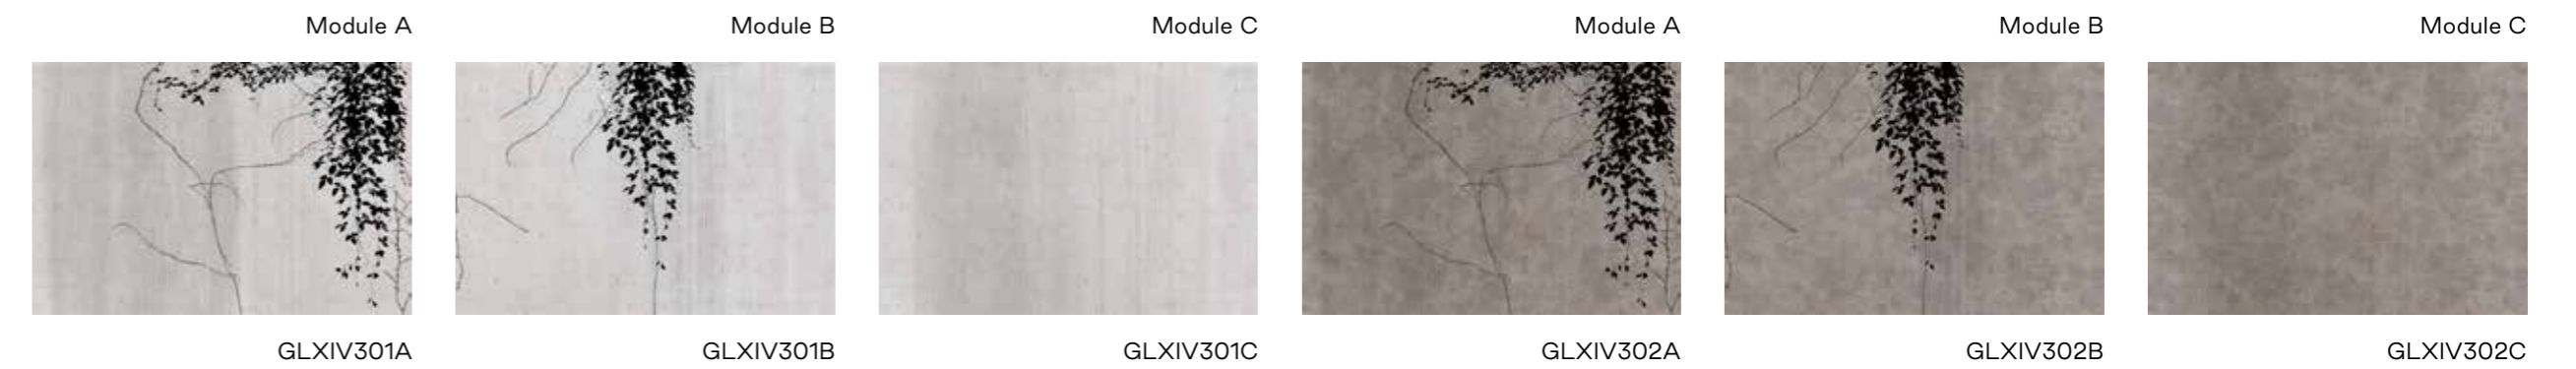 Module A
Module B
Module C
Module A
Module B
Module C
GLXIV301A
GLXIV301B
GLXIV301C
GLXIV302A
GLXIV302B
GLXIV302C